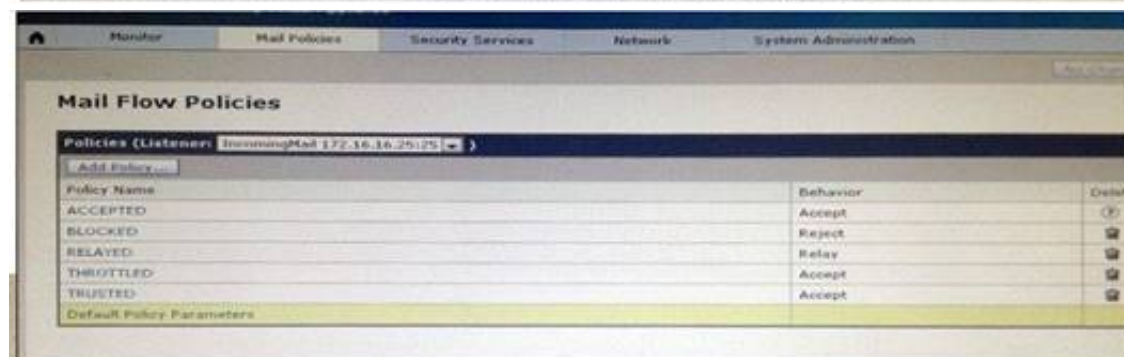 Monitor Mail Policies Security Services Network System Administration
Mail Flow Policies
Policies (Listener: IncomingMail 172.16.16.25:25 )
Add Policy...
Policy Name Behavior
ACCEPTED Accept
BLOCKED Reject
RELAYED Relay
THROTTLED Accept
TRUSTED Accept
Default Policy Parameters